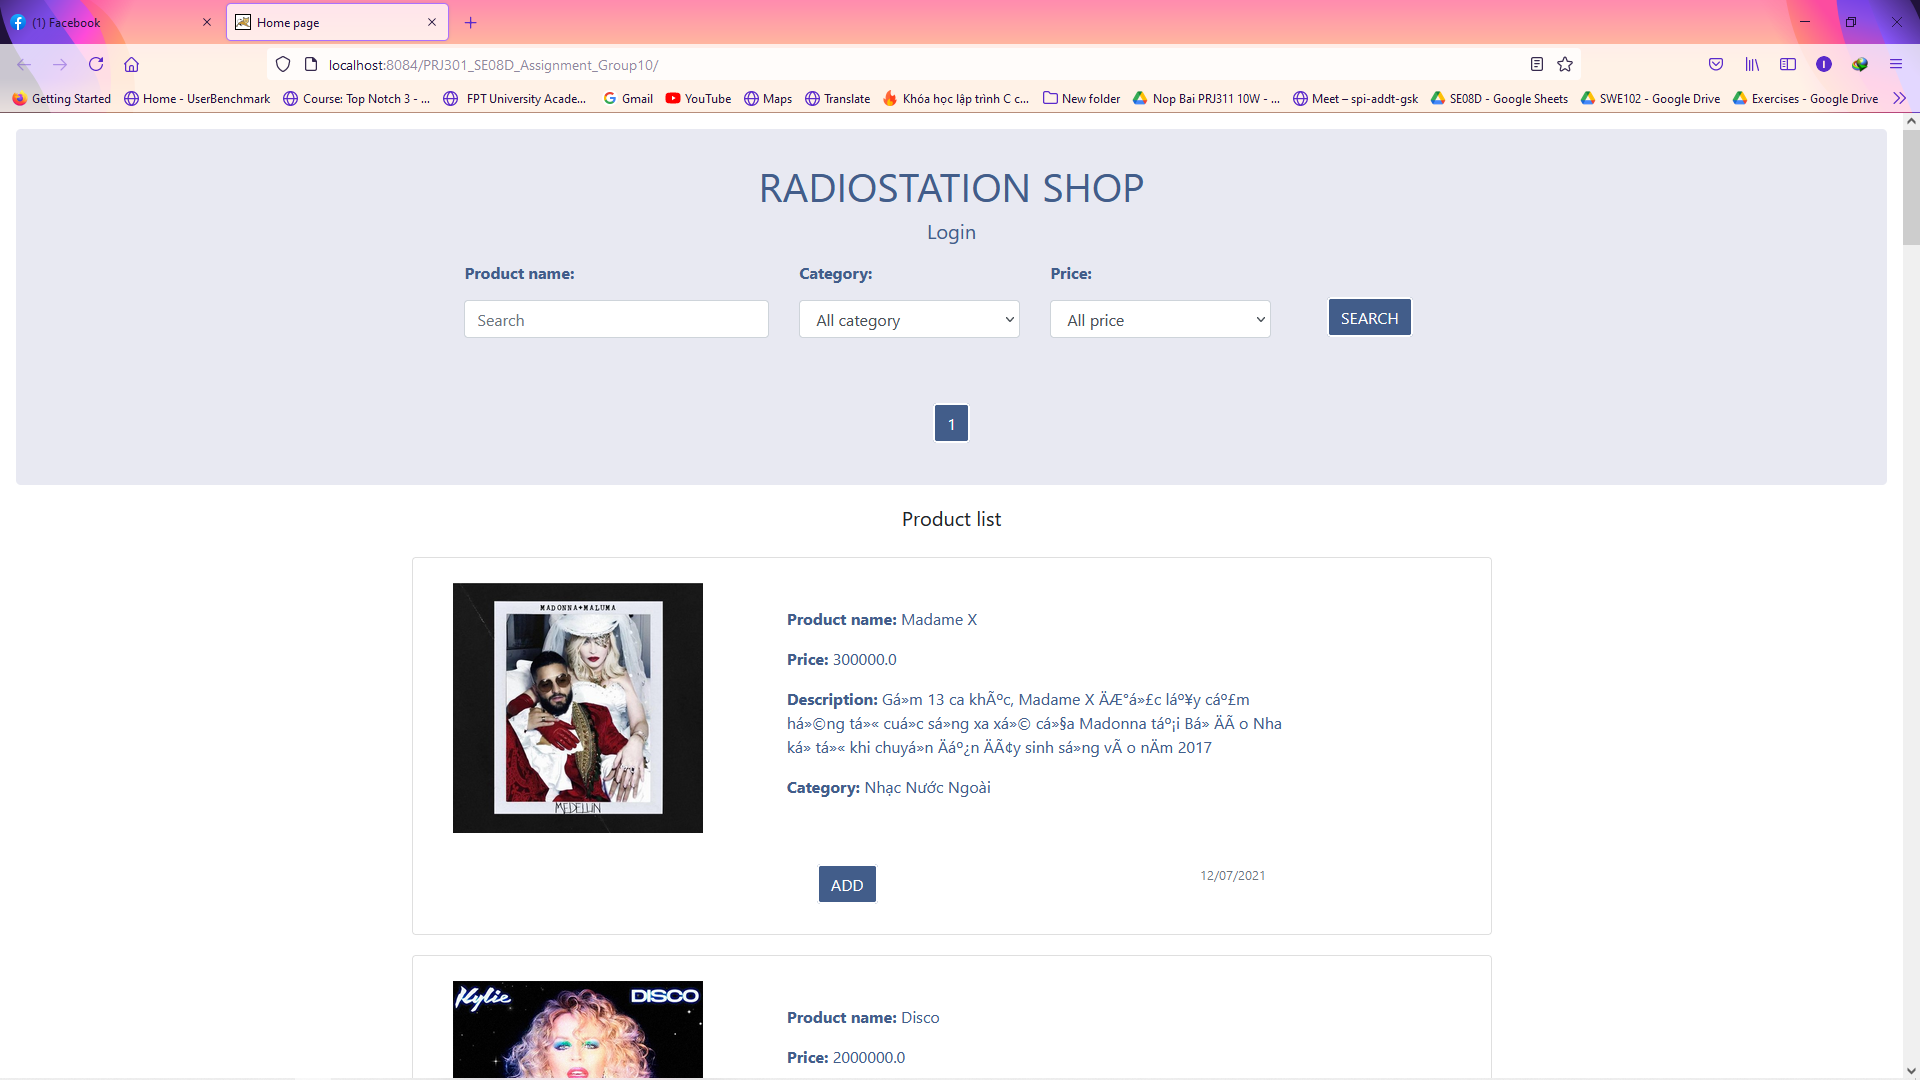 (1) Facebook
Home page
localhost:8084/PRJ301_SE08D_Assignment_Group10/
Getting Started
Home - UserBenchmark
Course: Top Notch 3 - ...
FPT University Acade...
Gmail
YouTube
Maps
Translate
Khóa học lập trình C c...
New folder
Nop Bai PRJ311 10W - ...
Meet – spi-addt-gsk
SE08D - Google Sheets
SWE102 - Google Drive
Exercises - Google Drive
RADIOSTATION SHOP
Login
Product name:
Category:
Price:
Search
All category
All price
SEARCH
1
Product list
MADONNA+MALUMA
MEDELLIN
Product name: Madame X
Price: 300000.0
Description: Gá»m 13 ca khÃºc, Madame X ÄÆ°á»£c láº¥y cáº£m
há»©ng tá»« cuá»c sá»ng xa xá»© cá»§a Madonna táº¡i Bá» ÄÃ o Nha
ká» tá»« khi chuyá»n Äáº¿n ÄÃ¢y sinh sá»ng vÃ o nÄm 2017
Category: Nhạc Nước Ngoài
ADD
12/07/2021
Kylie
DISCO
Product name: Disco
Price: 2000000.0